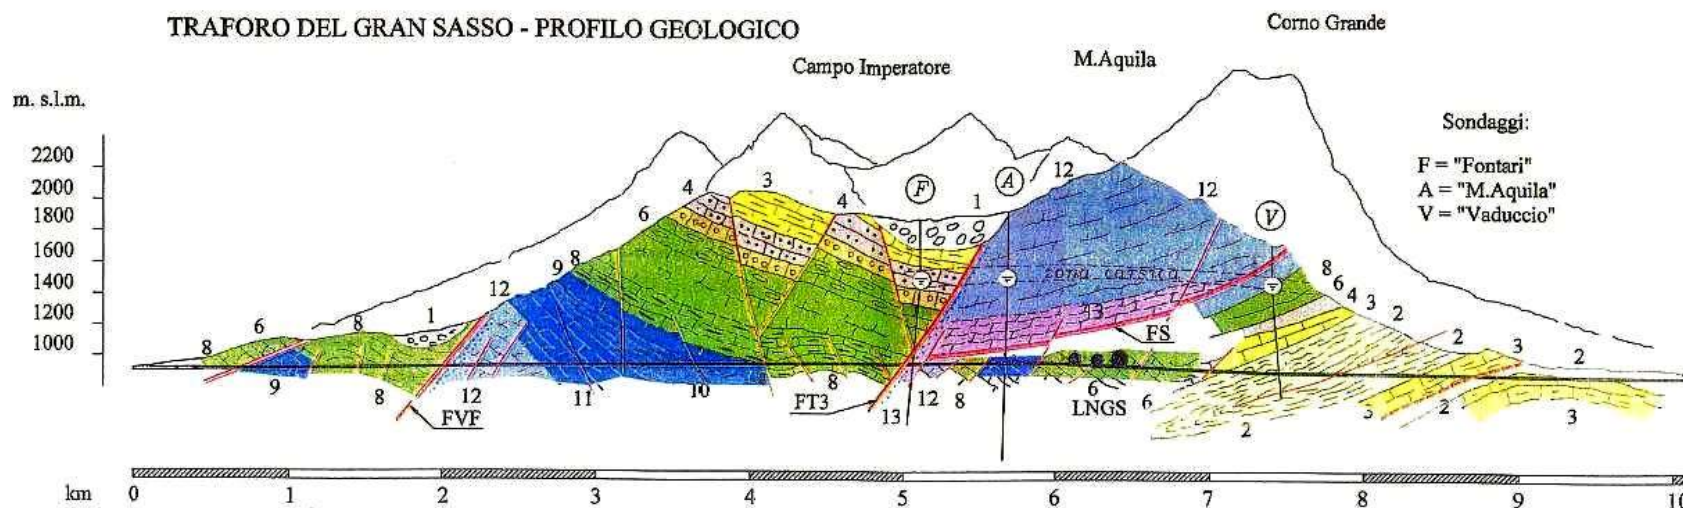 TRAFORO DEL GRAN SASSO - PROFILO GEOLOGICO
Corno Grande
Campo Imperatore
M.Aquila
m. s.l.m.
Sondaggi:
F = "Fontari"
A = "M.Aquila"
V = "Vaduccio"
2200
2000
1800
1600
1400
1200
1000
8 6 8 1 12 9 8 6 4 3 4 F 1 A 12 12 V 8 6 4 3 2 2 3 2
zona carsica
13
FS
9 8 12 11 10 8 13 12 8 6 3 6 2 3 2 3
FVF
FT3
LNGS
km 0 1 2 3 4 5 6 7 8 9 10